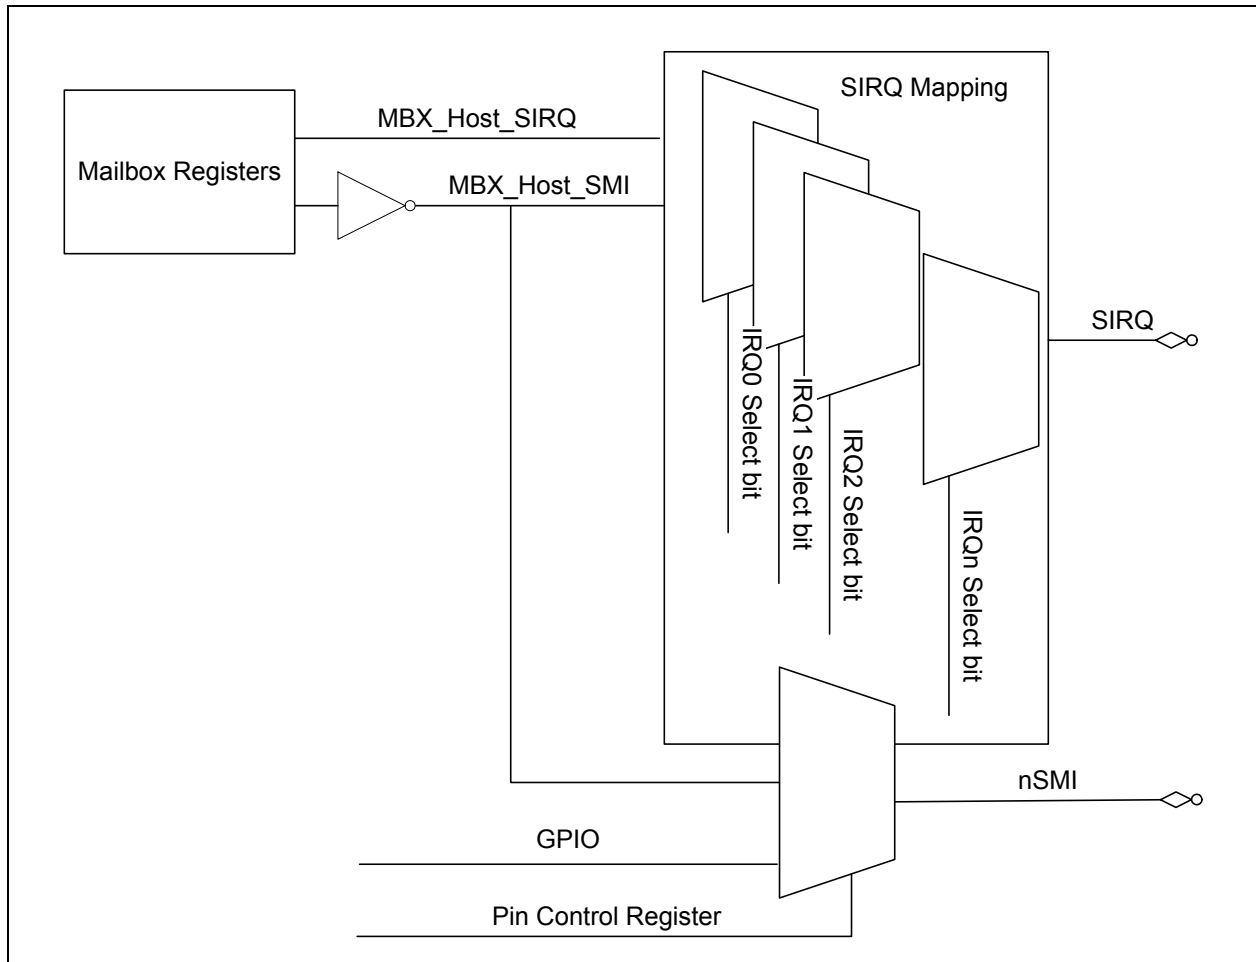 SIRQ Mapping
MBX_Host_SIRQ
Mailbox Registers
MBX_Host_SMI
SIRQ
IRQ0 Select bit
IRQ1 Select bit
IRQ2 Select bit
IRQn Select bit
nSMI
GPIO
Pin Control Register